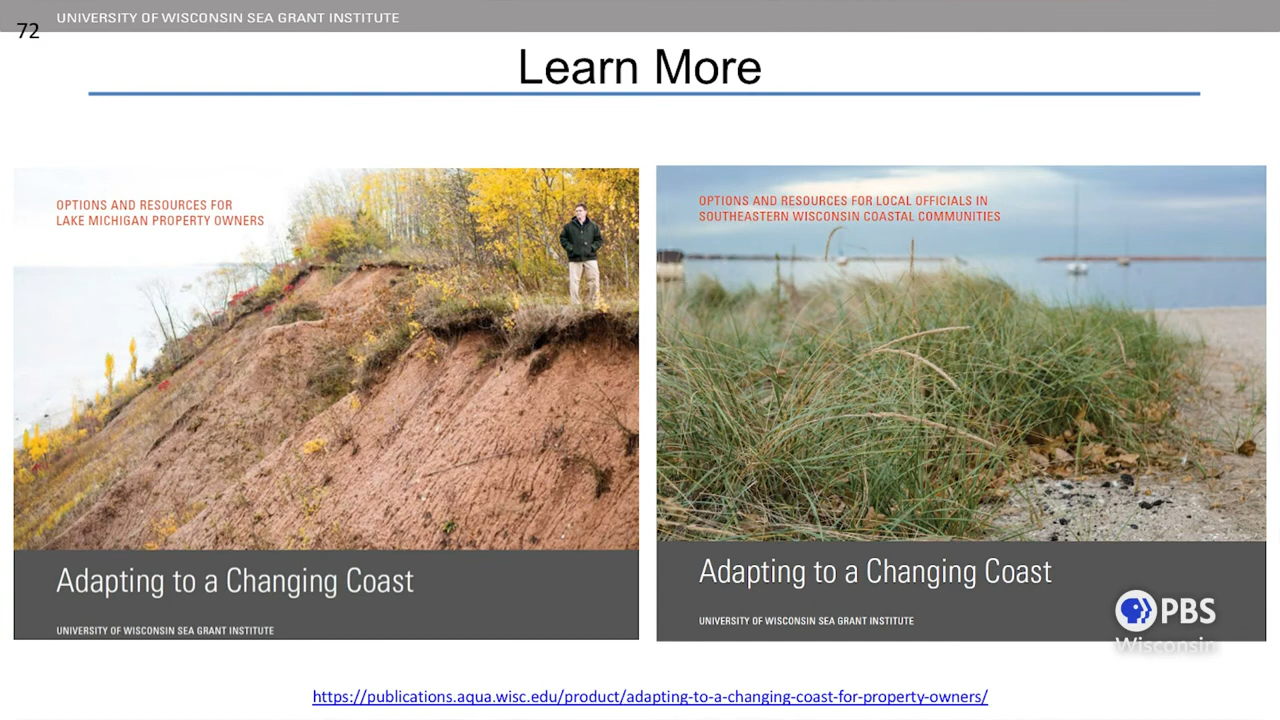 UNIVERSITY OF WISCONSIN SEA GRANT INSTITUTE
72
Learn More
OPTIONS AND RESOURCES FOR
LAKE MICHIGAN PROPERTY OWNERS
Adapting to a Changing Coast
UNIVERSITY OF WISCONSIN SEA GRANT INSTITUTE
OPTIONS AND RESOURCES FOR LOCAL OFFICIALS IN
SOUTHEASTERN WISCONSIN COASTAL COMMUNITIES
Adapting to a Changing Coast
UNIVERSITY OF WISCONSIN SEA GRANT INSTITUTE
PBS
Wisconsin
https://publications.aqua.wisc.edu/product/adapting-to-a-changing-coast-for-property-owners/